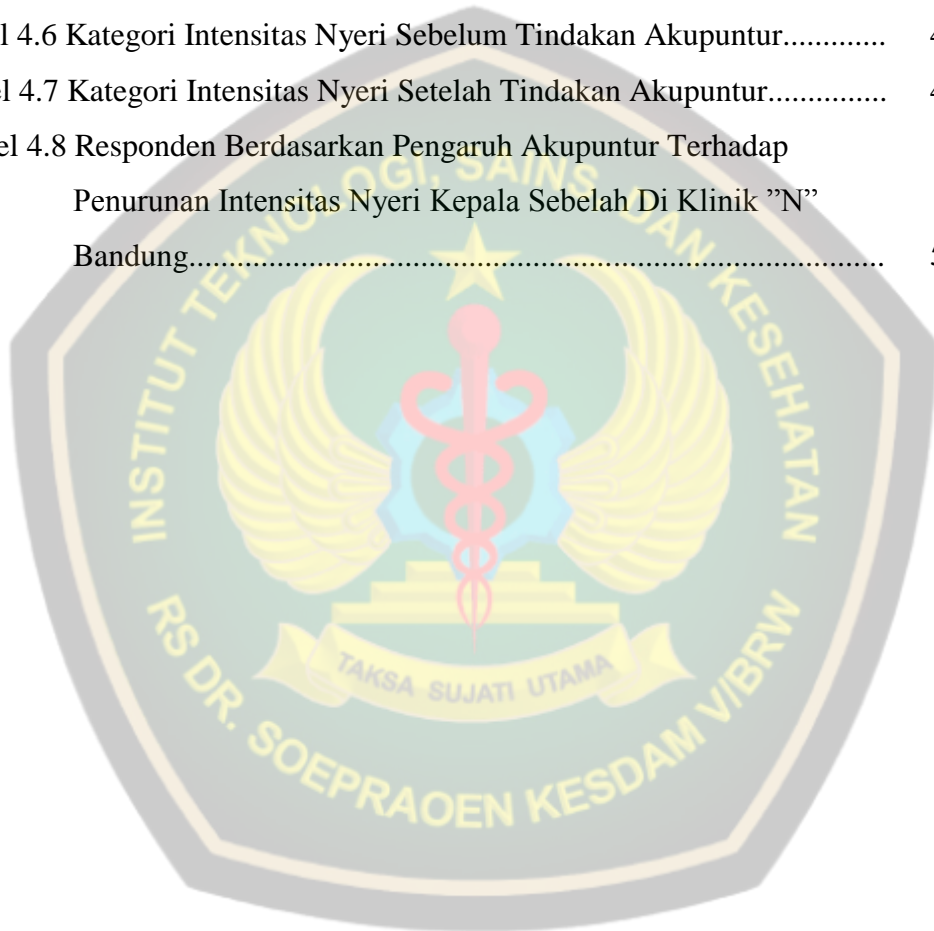 l 4.6 Kategori Intensitas Nyeri Sebelum Tindakan Akupuntur............. 4
el 4.7 Kategori Intensitas Nyeri Setelah Tindakan Akupuntur............... 4
el 4.8 Responden Berdasarkan Pengaruh Akupuntur Terhadap
Penurunan Intensitas Nyeri Kepala Sebelah Di Klinik ”N”
Bandung............................................................................. 5
INSTITUT TEKNOLOGI, SAINS, DAN KESEHATAN
TAKSA SUJATI UTAMA
RS DR. SOEPRAOEN KESDAM V/BRW